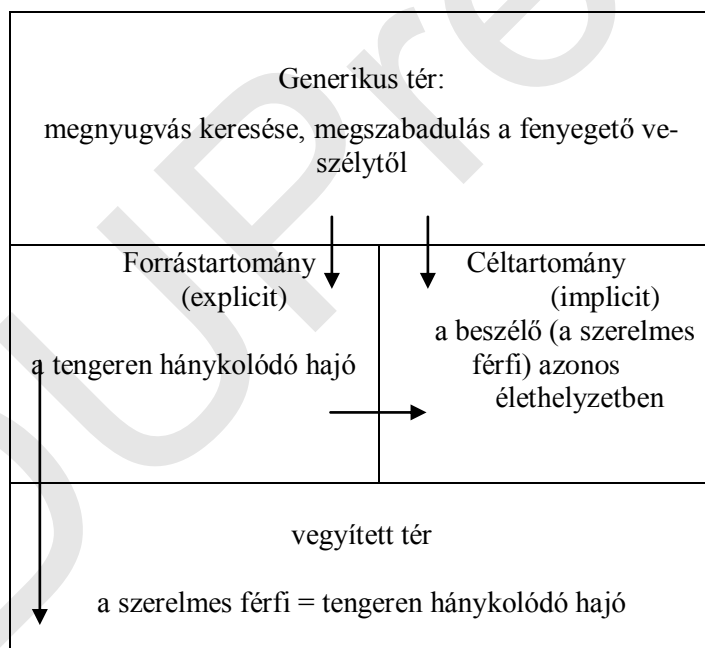 Generikus tér:
megnyugvás keresése, megszabadulás a fenyegető ve-
szélytől
Forrástartomány
(explicit)
a tengeren hánykolódó hajó
Céltartomány
(implicit)
a beszélő (a szerelmes
férfi) azonos
élethelyzetben
vegyített tér
a szerelmes férfi = tengeren hánykolódó hajó